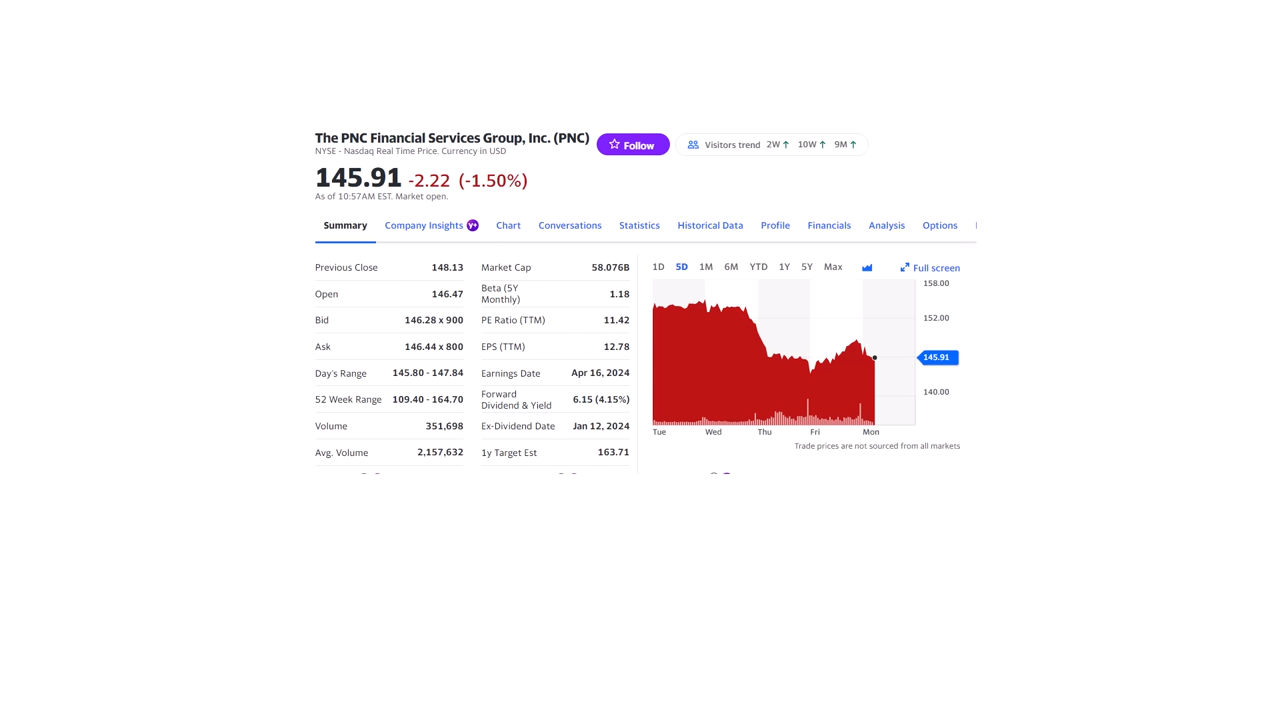 The PNC Financial Services Group, Inc. (PNC)
Follow
Visitors trend 2W 10W 9M
NYSE - Nasdaq Real Time Price. Currency in USD
145.91 -2.22 (-1.50%)
As of 10:57AM EST. Market open.
Summary Company Insights Y+ Chart Conversations Statistics Historical Data Profile Financials Analysis Options
Previous Close 148.13
Open 146.47
Bid 146.28 x 900
Ask 146.44 x 800
Day's Range 145.80 - 147.84
52 Week Range 109.40 - 164.70
Volume 351,698
Avg. Volume 2,157,632
Market Cap 58.076B
Beta (5Y
Monthly) 1.18
PE Ratio (TTM) 11.42
EPS (TTM) 12.78
Earnings Date Apr 16, 2024
Forward
Dividend & Yield 6.15 (4.15%)
Ex-Dividend Date Jan 12, 2024
1y Target Est 163.71
1D 5D 1M 6M YTD 1Y 5Y Max
Full screen
158.00
152.00
145.91
140.00
Tue Wed Thu Fri Mon
Trade prices are not sourced from all markets